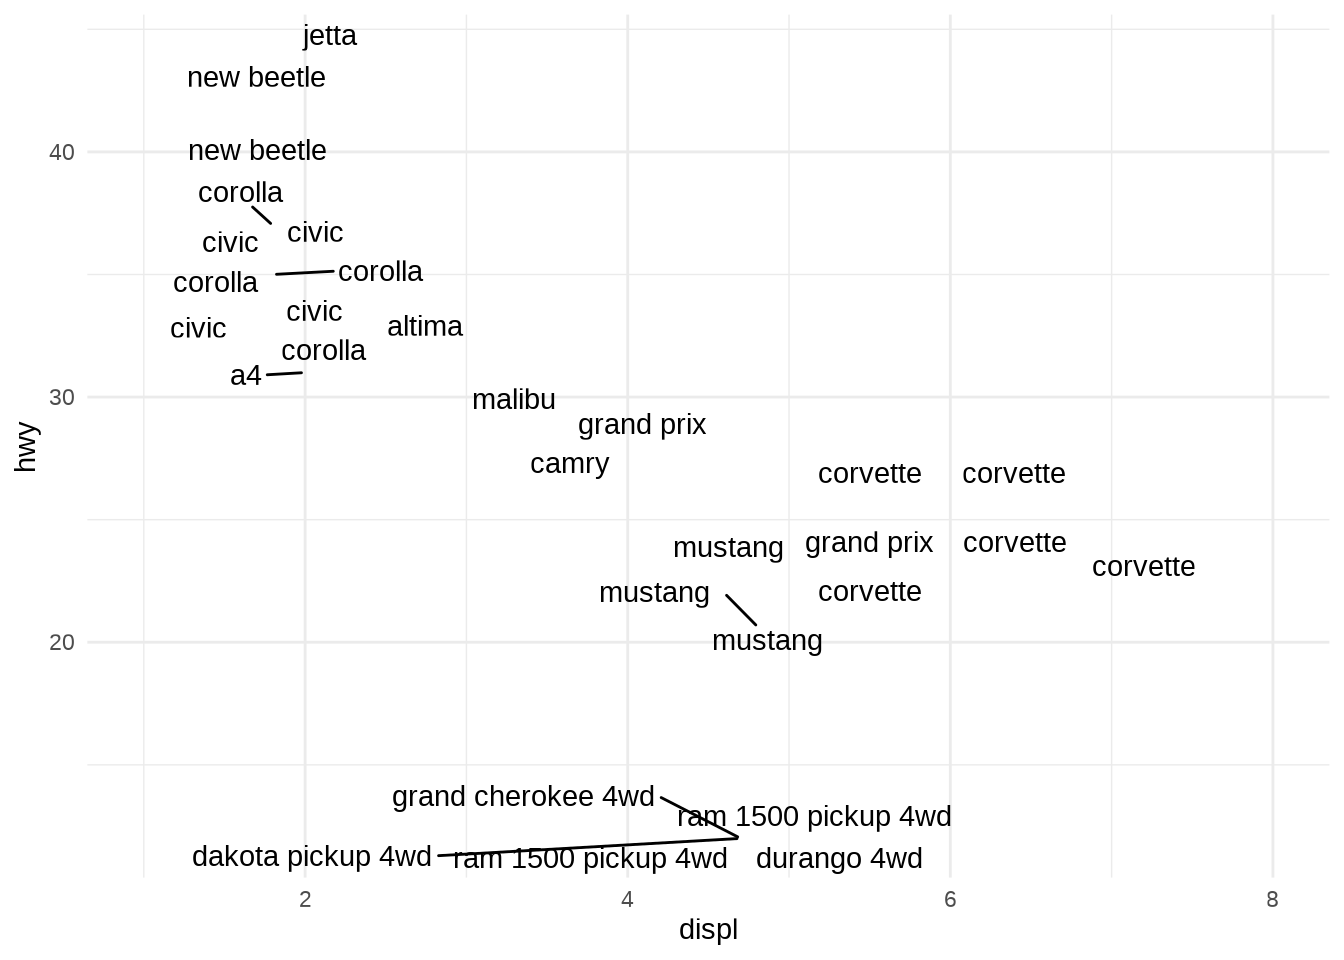 jetta
new beetle
40
new beetle
corolla
civic
civic
corolla
corolla
civic
civic
altima
corolla
a4
30
malibu
grand prix
camry
hwy
corvette
corvette
mustang
grand prix
corvette
corvette
mustang
corvette
20
mustang
grand cherokee 4wd
ram 1500 pickup 4wd
dakota pickup 4wd
ram 1500 pickup 4wd
durango 4wd
2
4
6
8
displ